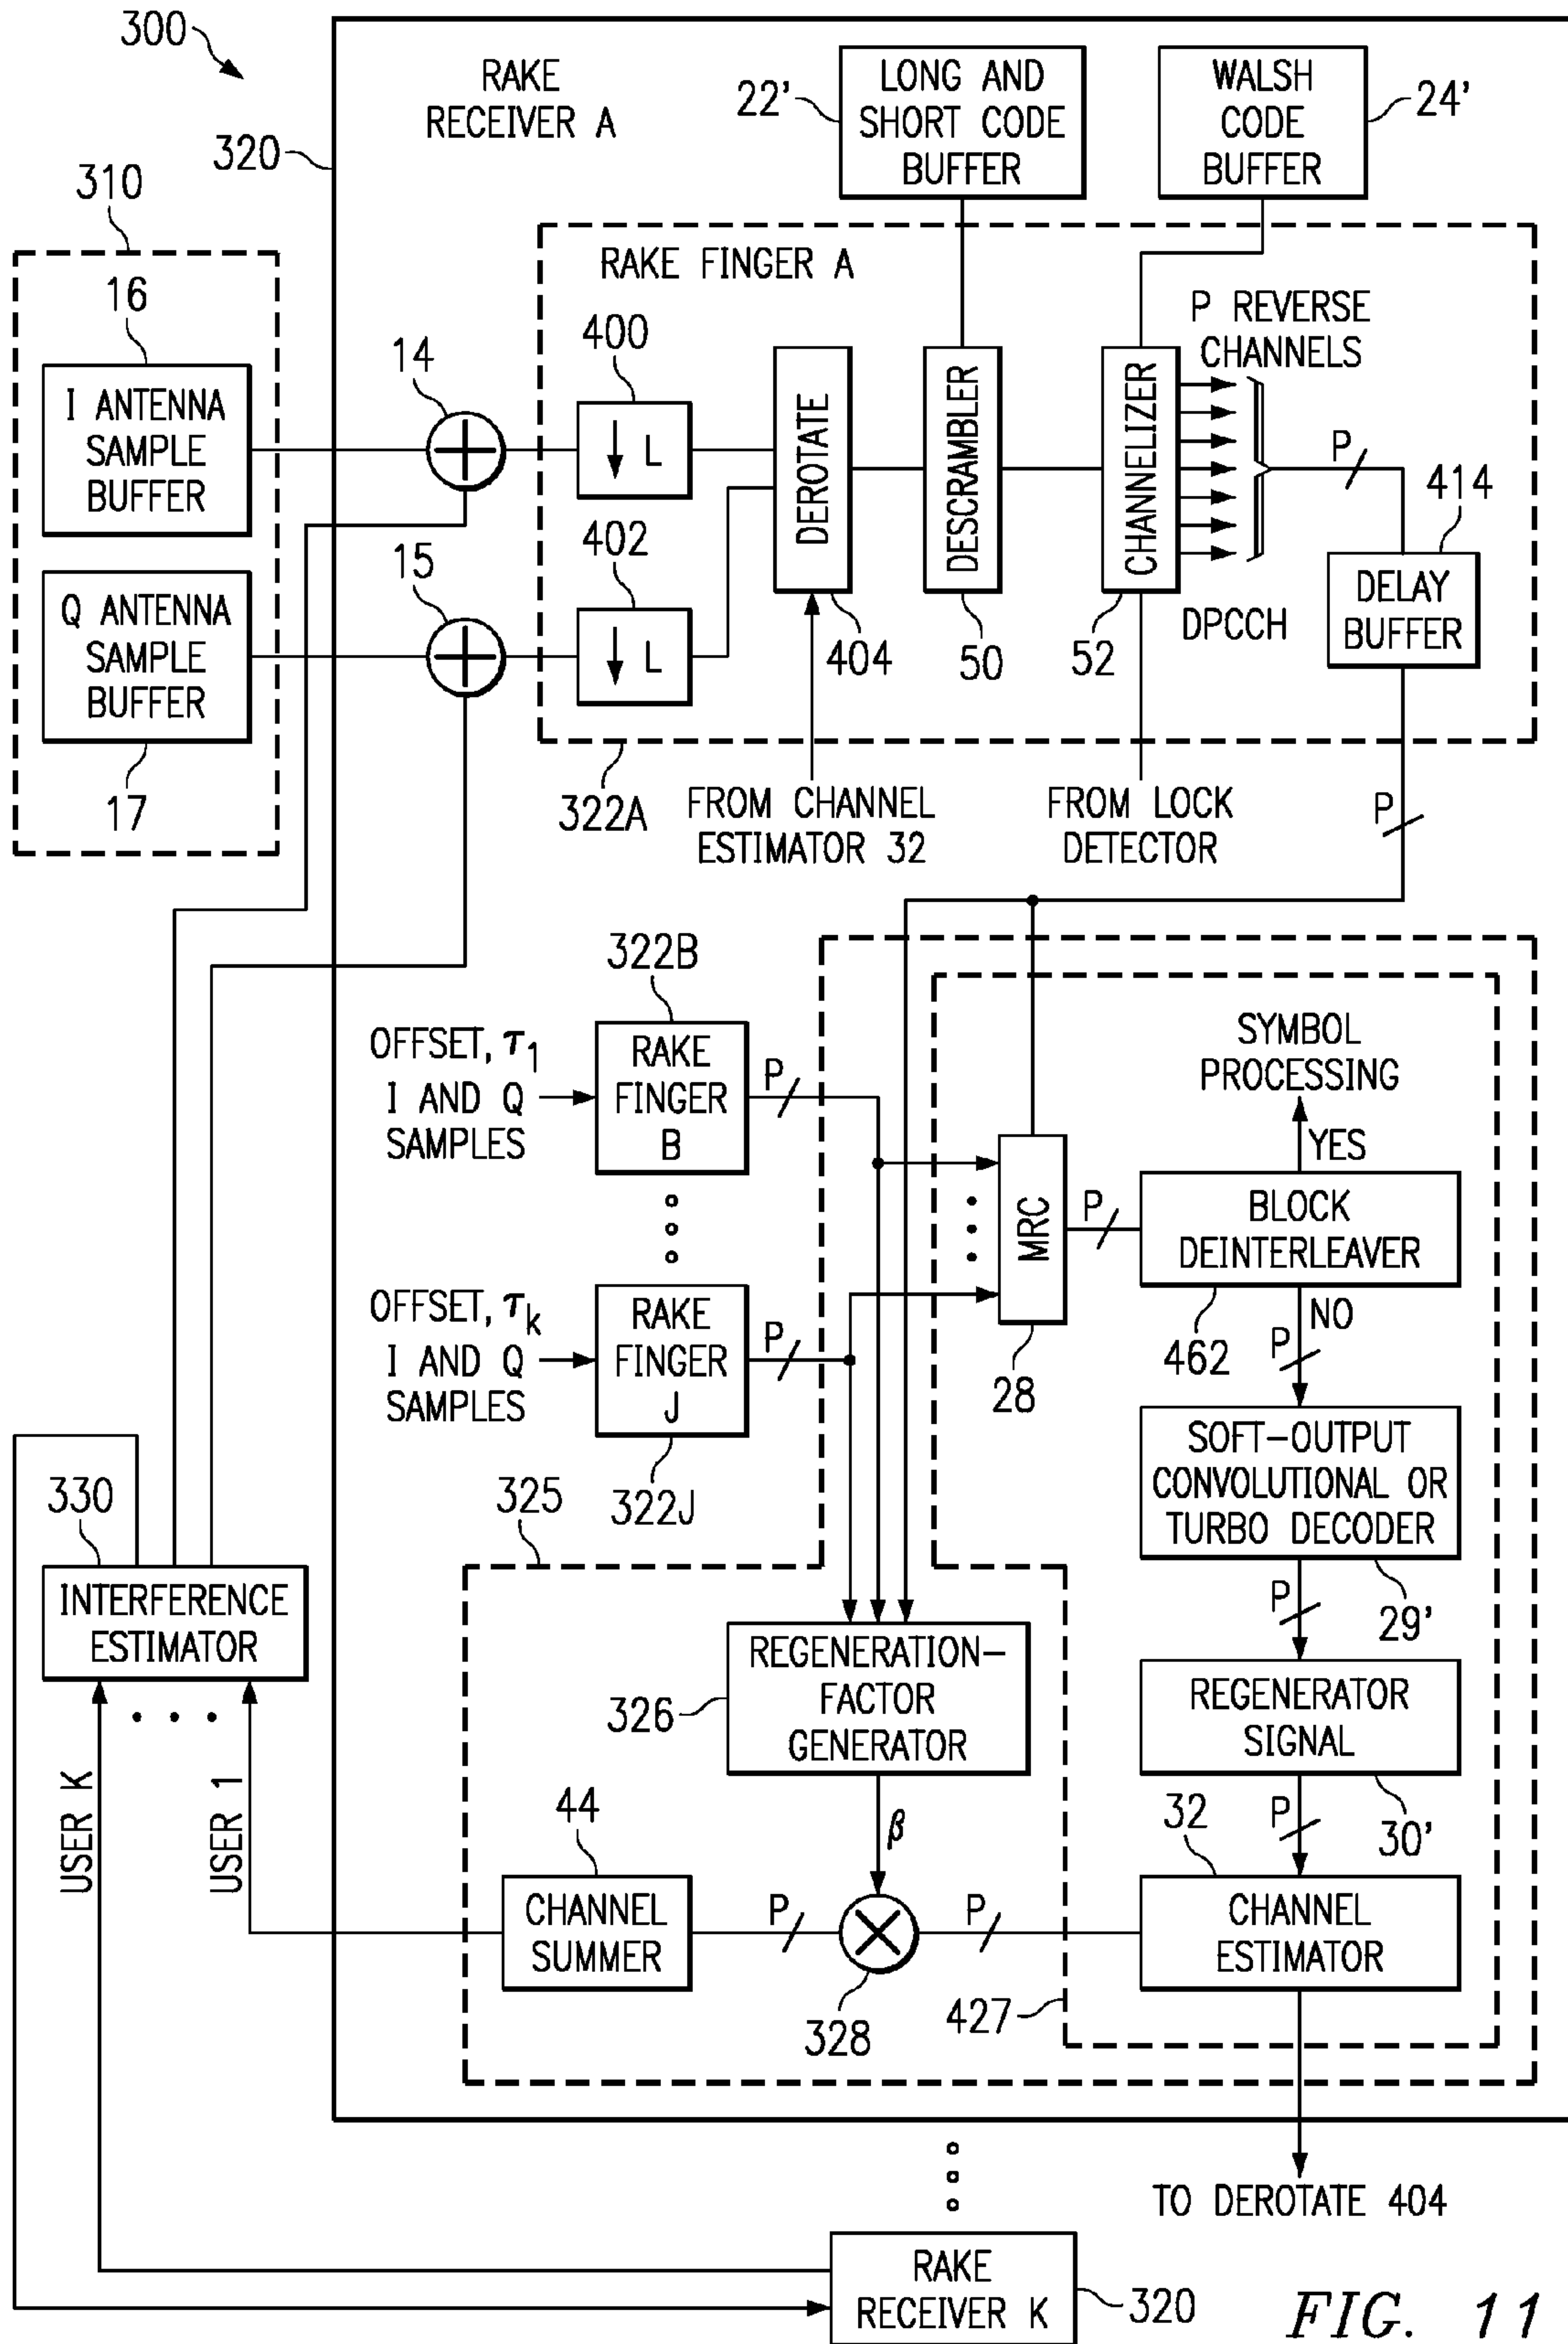 300
RAKE
RECEIVER A
LONG AND
SHORT CODE
BUFFER
22'
WALSH
CODE
BUFFER
24'
320
310
16
I ANTENNA
SAMPLE
BUFFER
Q ANTENNA
SAMPLE
BUFFER
17
14
15
RAKE FINGER A
400
↓ L
402
↓ L
DEROTATE
404
DESCRAMBLER
50
CHANNELIZER
52
P REVERSE
CHANNELS
DPCCH
P
414
DELAY
BUFFER
322A
FROM CHANNEL
ESTIMATOR 32
FROM LOCK
DETECTOR
P
322B
OFFSET, τ1
I AND Q
SAMPLES
RAKE
FINGER
B
P
OFFSET, τk
I AND Q
SAMPLES
RAKE
FINGER
J
P
322J
MRC
28
P
SYMBOL
PROCESSING
YES
BLOCK
DEINTERLEAVER
462
NO
P
SOFT-OUTPUT
CONVOLUTIONAL OR
TURBO DECODER
29'
P
REGENERATOR
SIGNAL
30'
P
32
CHANNEL
ESTIMATOR
325
330
INTERFERENCE
ESTIMATOR
USER K
USER 1
REGENERATION-
FACTOR
GENERATOR
326
β
44
CHANNEL
SUMMER
P
328
P
427
TO DEROTATE 404
RAKE
RECEIVER K
320
FIG. 11